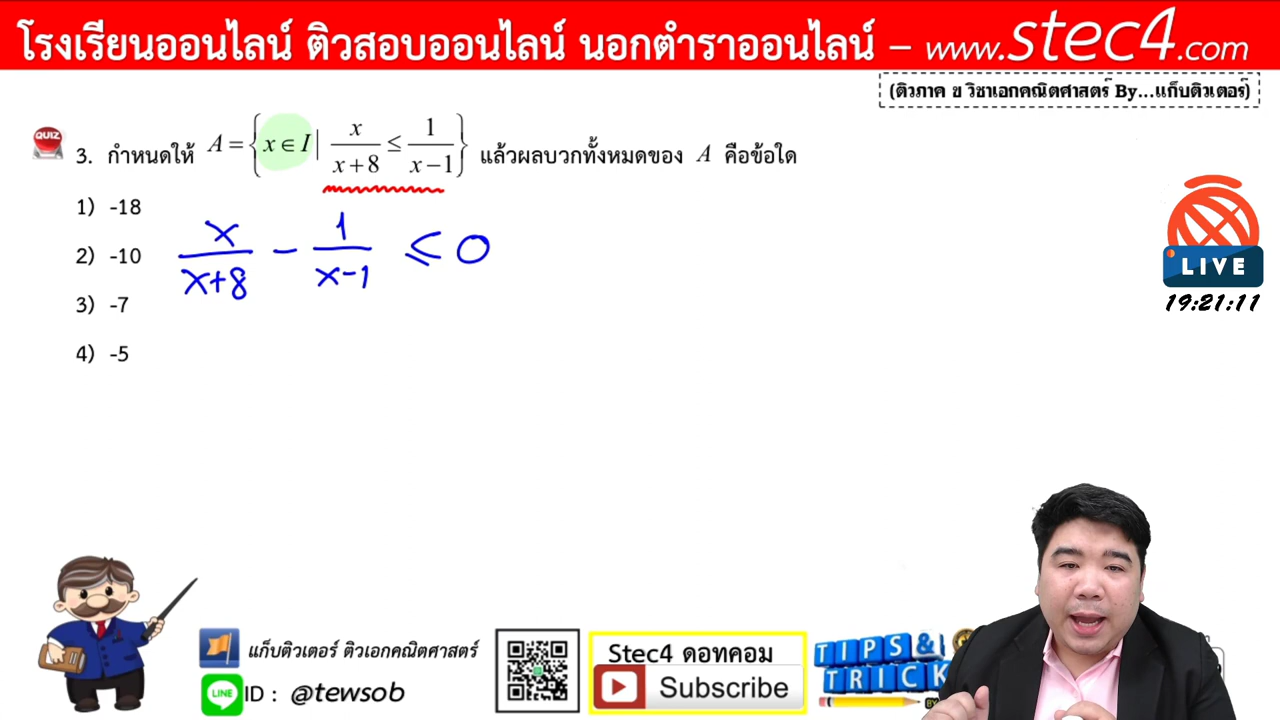 โรงเรียนออนไลน์ ติวสอบออนไลน์ นอกตำราออนไลน์ – www.stec4.com
(ติวภาค ข วิชาเอกคณิตศาสตร์ By...แก็บติวเตอร์)
QUIZ
3. กำหนดให้ A = { x ∈ I | x/(x+8) ≤ 1/(x−1) } แล้วผลบวกทั้งหมดของ A คือข้อใด
1) -18
x/(x+8) − 1/(x−1) ≤ 0
2) -10
3) -7
4) -5
LIVE
19:21:11
แก็บติวเตอร์ ติวเอกคณิตศาสตร์
LINE ID : @tewsob
Stec4 ดอทคอม
Subscribe
TIPS &
TRICK
BY